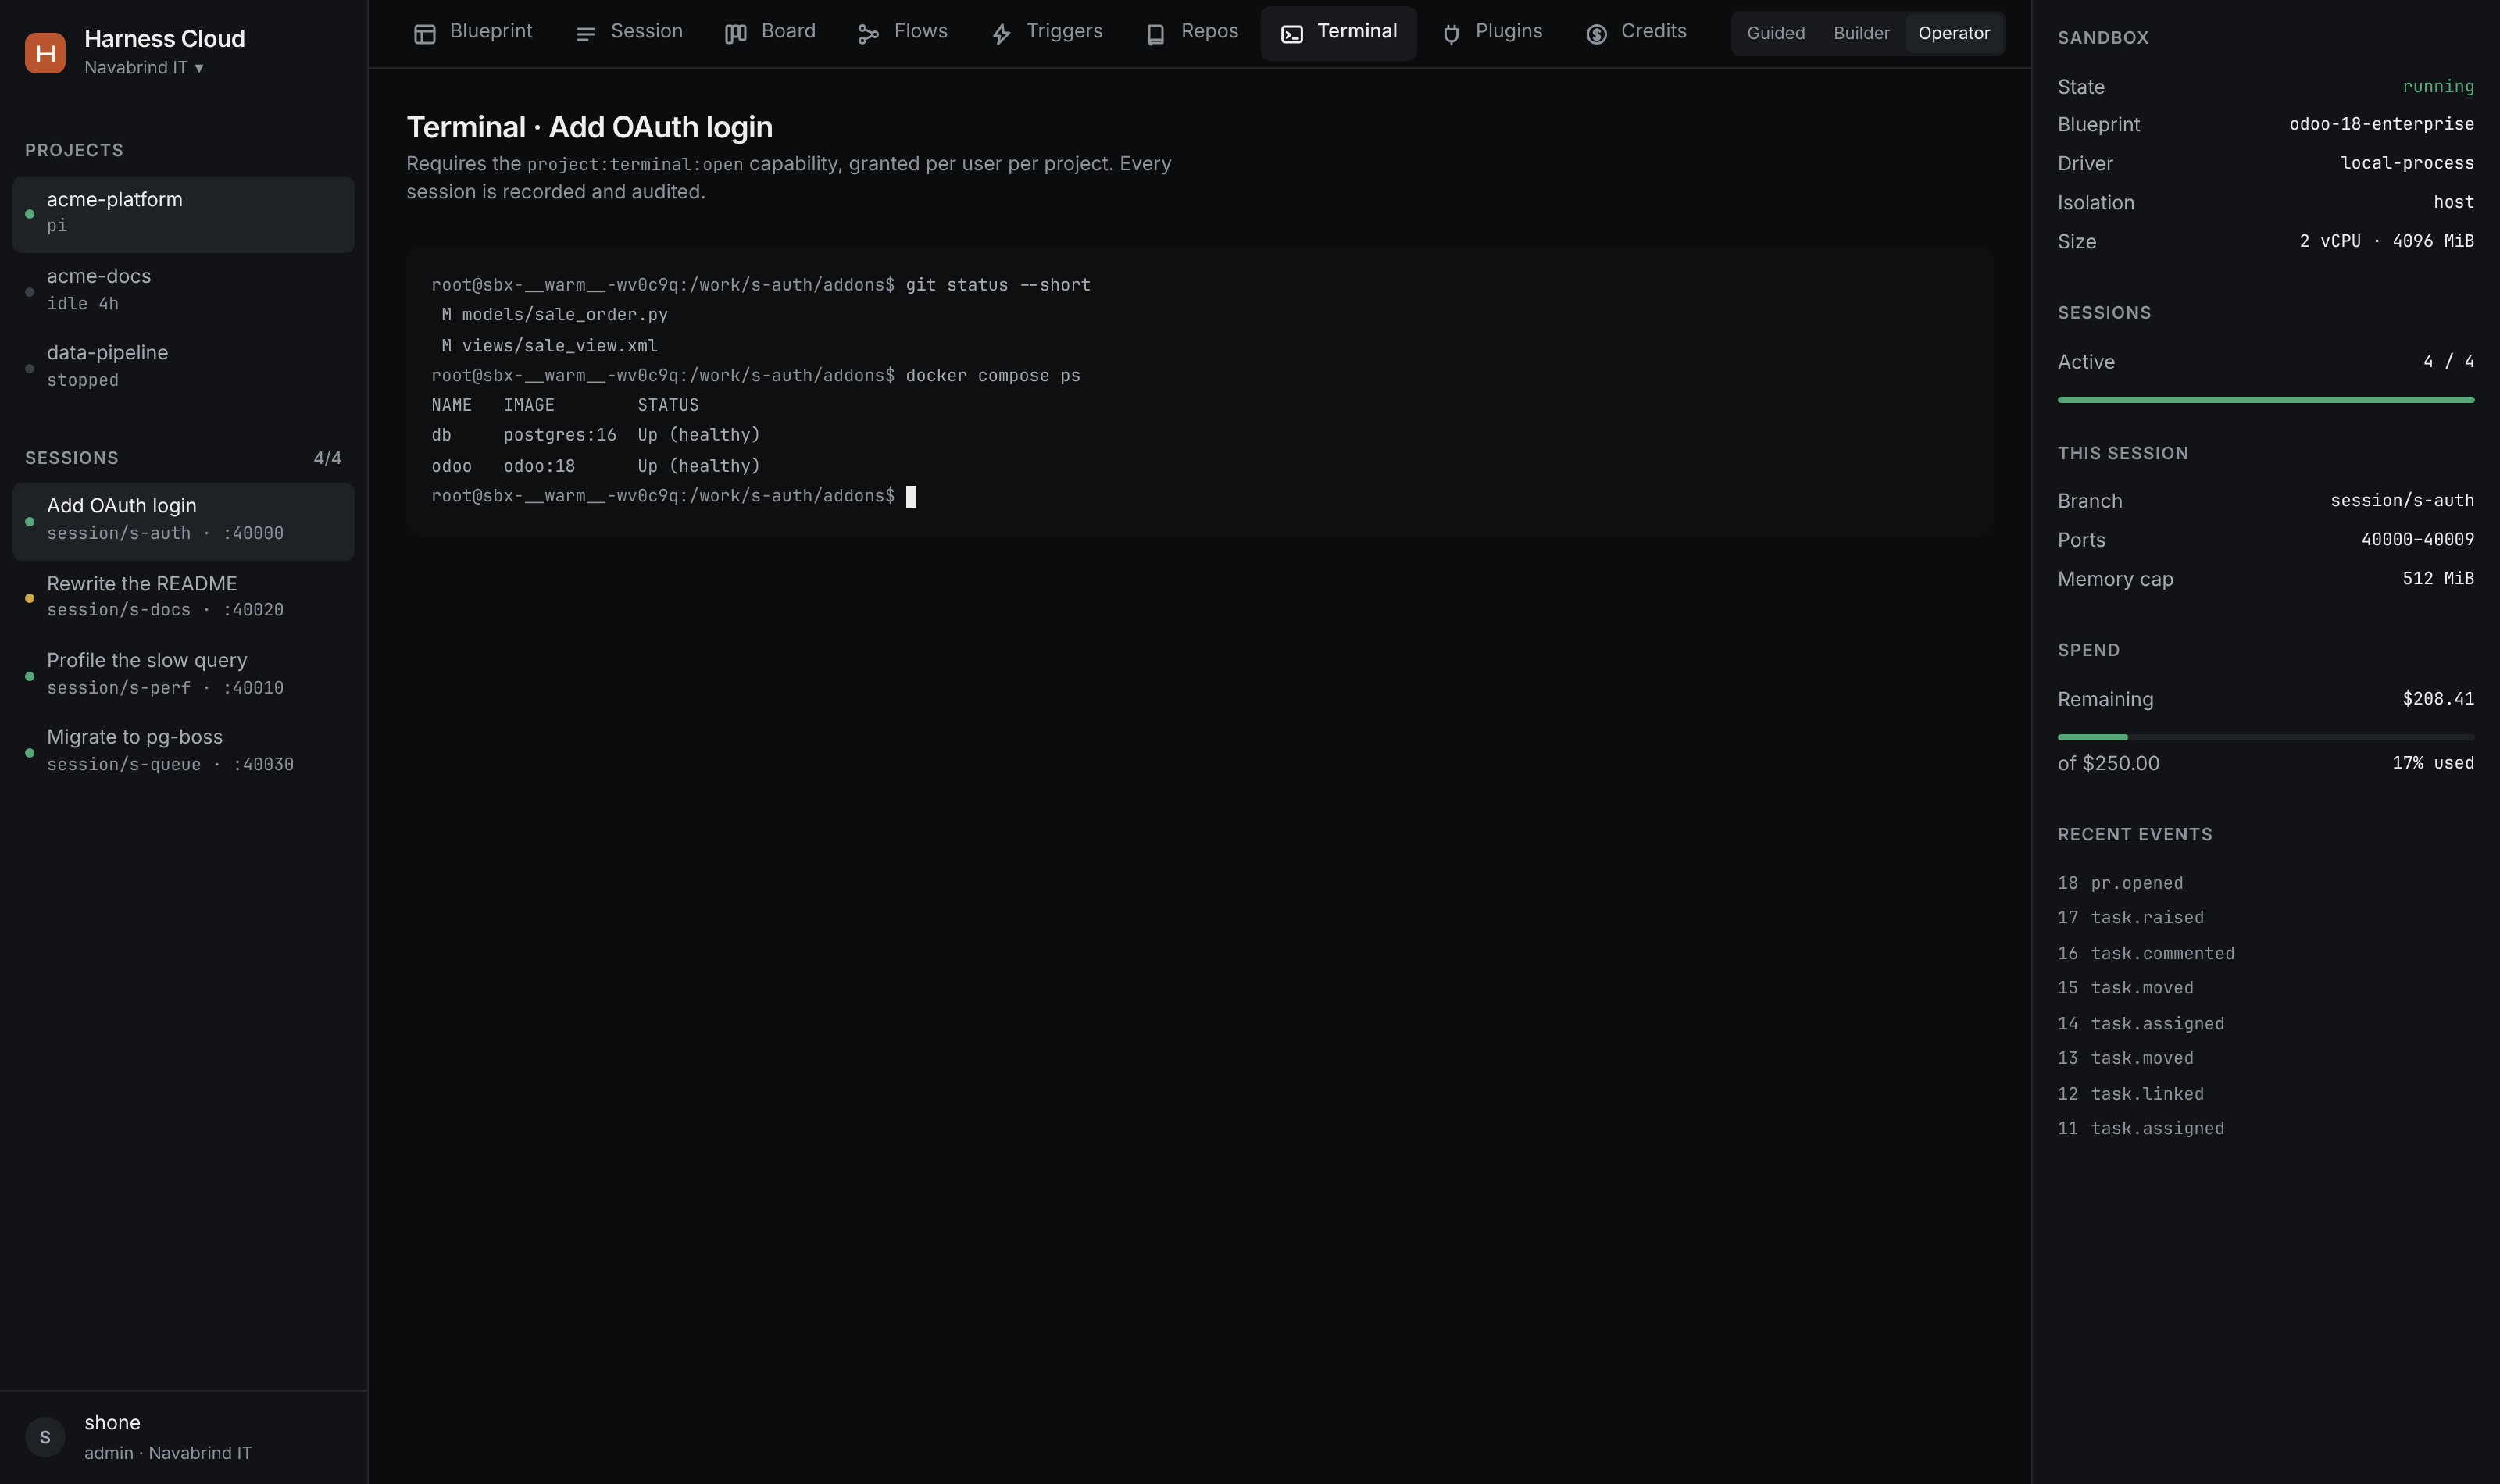 Harness Cloud
Navabrind IT ▾
PROJECTS
acme-platform
pi
acme-docs
idle 4h
data-pipeline
stopped
SESSIONS 4/4
Add OAuth login
session/s-auth · :40000
Rewrite the README
session/s-docs · :40020
Profile the slow query
session/s-perf · :40010
Migrate to pg-boss
session/s-queue · :40030
S
shone
admin · Navabrind IT
Blueprint Session Board Flows Triggers Repos Terminal Plugins Credits Guided Builder Operator
Terminal · Add OAuth login
Requires the project:terminal:open capability, granted per user per project. Every
session is recorded and audited.
root@sbx-__warm__-wv0c9q:/work/s-auth/addons$ git status --short
 M models/sale_order.py
 M views/sale_view.xml
root@sbx-__warm__-wv0c9q:/work/s-auth/addons$ docker compose ps
NAME   IMAGE        STATUS
db     postgres:16  Up (healthy)
odoo   odoo:18      Up (healthy)
root@sbx-__warm__-wv0c9q:/work/s-auth/addons$
SANDBOX
State running
Blueprint odoo-18-enterprise
Driver local-process
Isolation host
Size 2 vCPU · 4096 MiB
SESSIONS
Active 4 / 4
THIS SESSION
Branch session/s-auth
Ports 40000–40009
Memory cap 512 MiB
SPEND
Remaining $208.41
of $250.00 17% used
RECENT EVENTS
18 pr.opened
17 task.raised
16 task.commented
15 task.moved
14 task.assigned
13 task.moved
12 task.linked
11 task.assigned